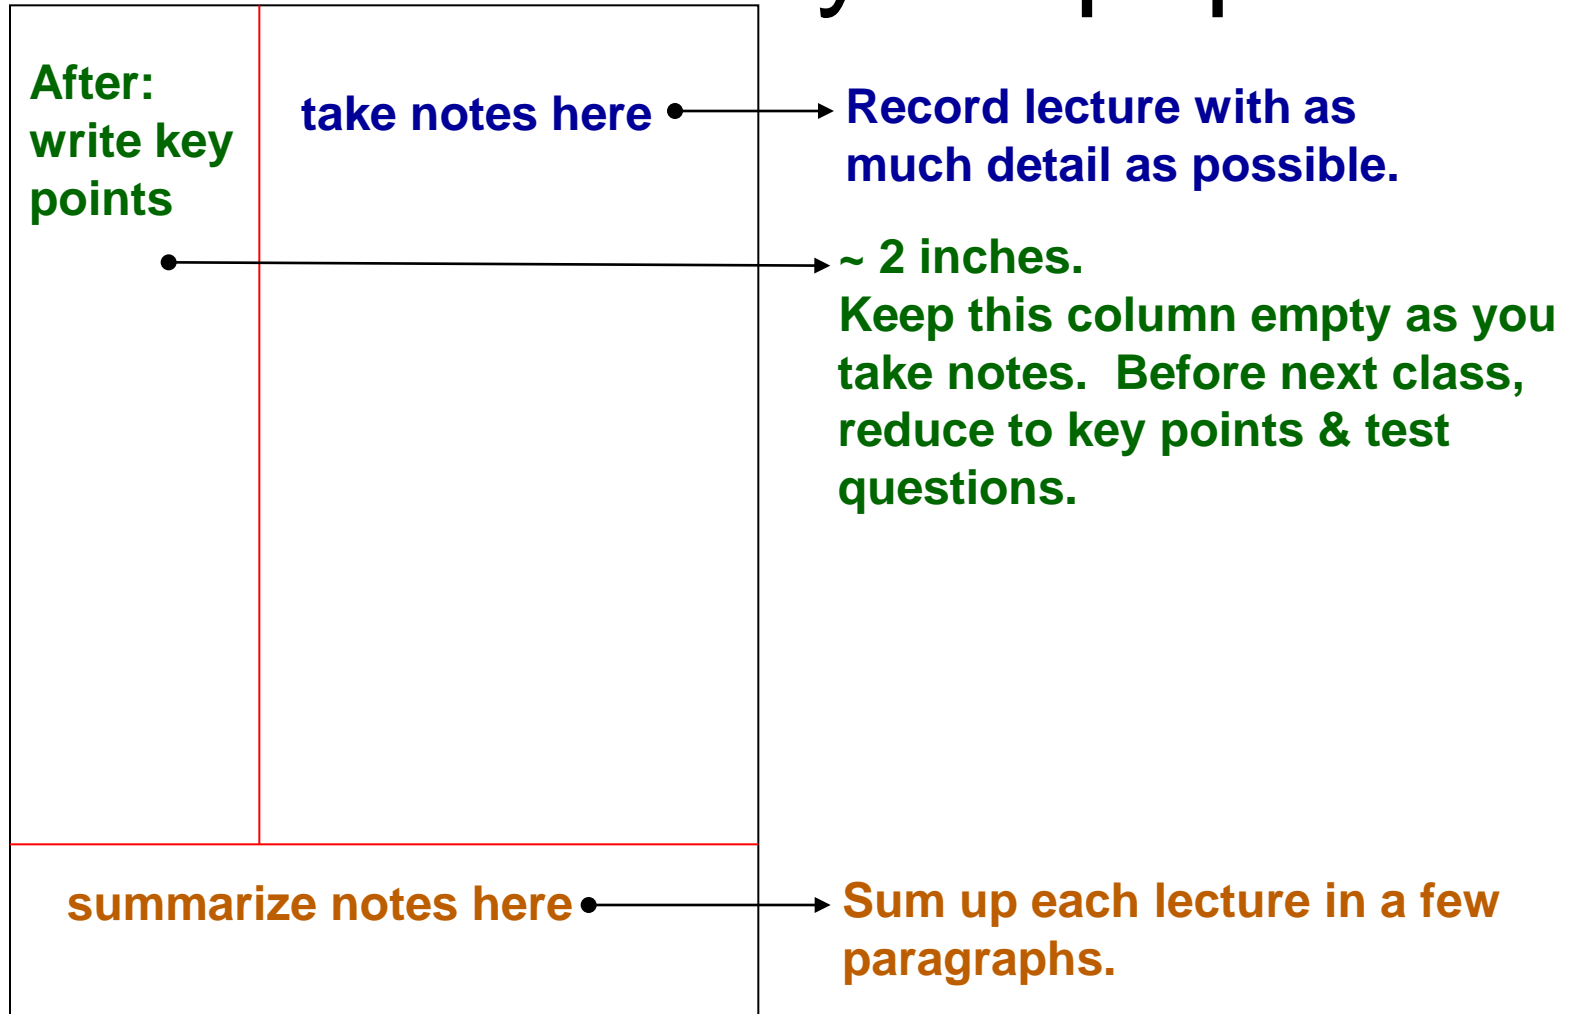 After:
write key
points
take notes here
Record lecture with as
much detail as possible.
~ 2 inches.
Keep this column empty as you
take notes.  Before next class,
reduce to key points & test
questions.
summarize notes here
Sum up each lecture in a few
paragraphs.